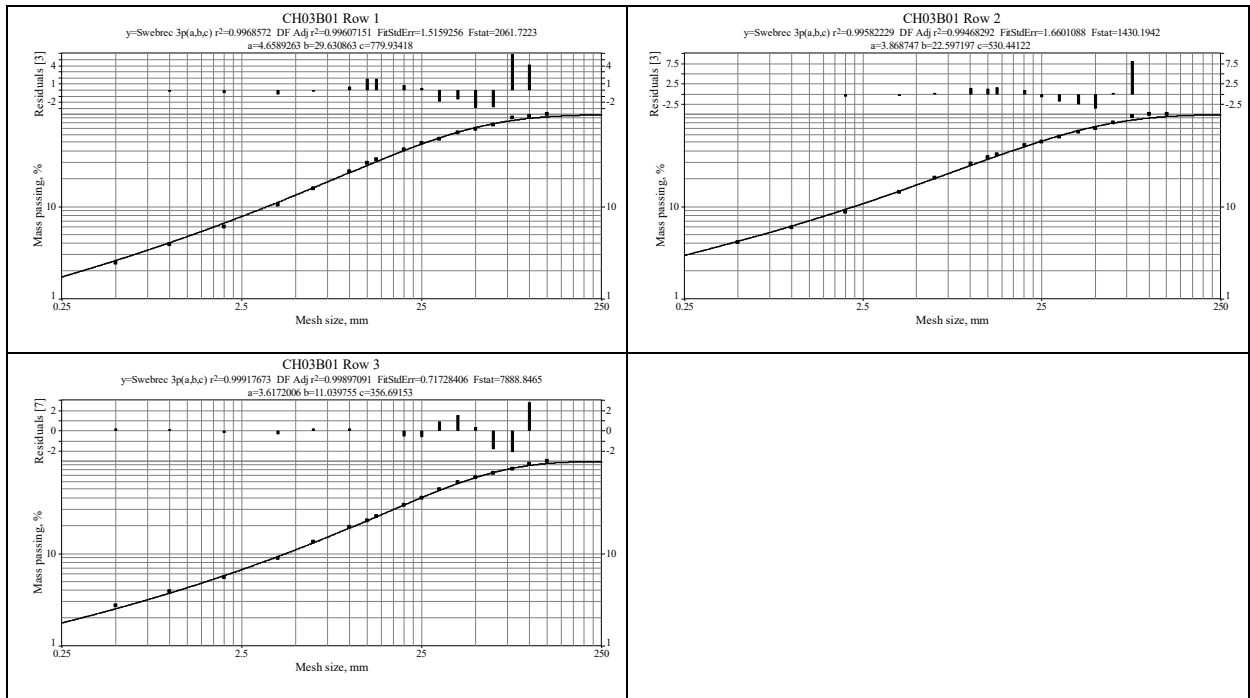 CH03B01 Row 1
y=Swebrec 3p(a,b,c) r²=0.9968572 DF Adj r²=0.99607151 FitStdErr=1.5159256 Fstat=2061.7223
a=4.6589263 b=29.630863 c=779.93418
Residuals [3]
4
1
-2
4
1
-2
Mass passing, %
10
1
10
1
0.25
2.5
25
250
Mesh size, mm
CH03B01 Row 2
y=Swebrec 3p(a,b,c) r²=0.99582229 DF Adj r²=0.99468292 FitStdErr=1.6601088 Fstat=1430.1942
a=3.868747 b=22.597197 c=530.44122
Residuals [3]
7.5
2.5
-2.5
7.5
2.5
-2.5
Mass passing, %
10
1
10
1
0.25
2.5
25
250
Mesh size, mm
CH03B01 Row 3
y=Swebrec 3p(a,b,c) r²=0.99917673 DF Adj r²=0.99897091 FitStdErr=0.71728406 Fstat=7888.8465
a=3.6172006 b=11.039755 c=356.69153
Residuals [7]
2
0
-2
2
0
-2
Mass passing, %
10
1
10
1
0.25
2.5
25
250
Mesh size, mm